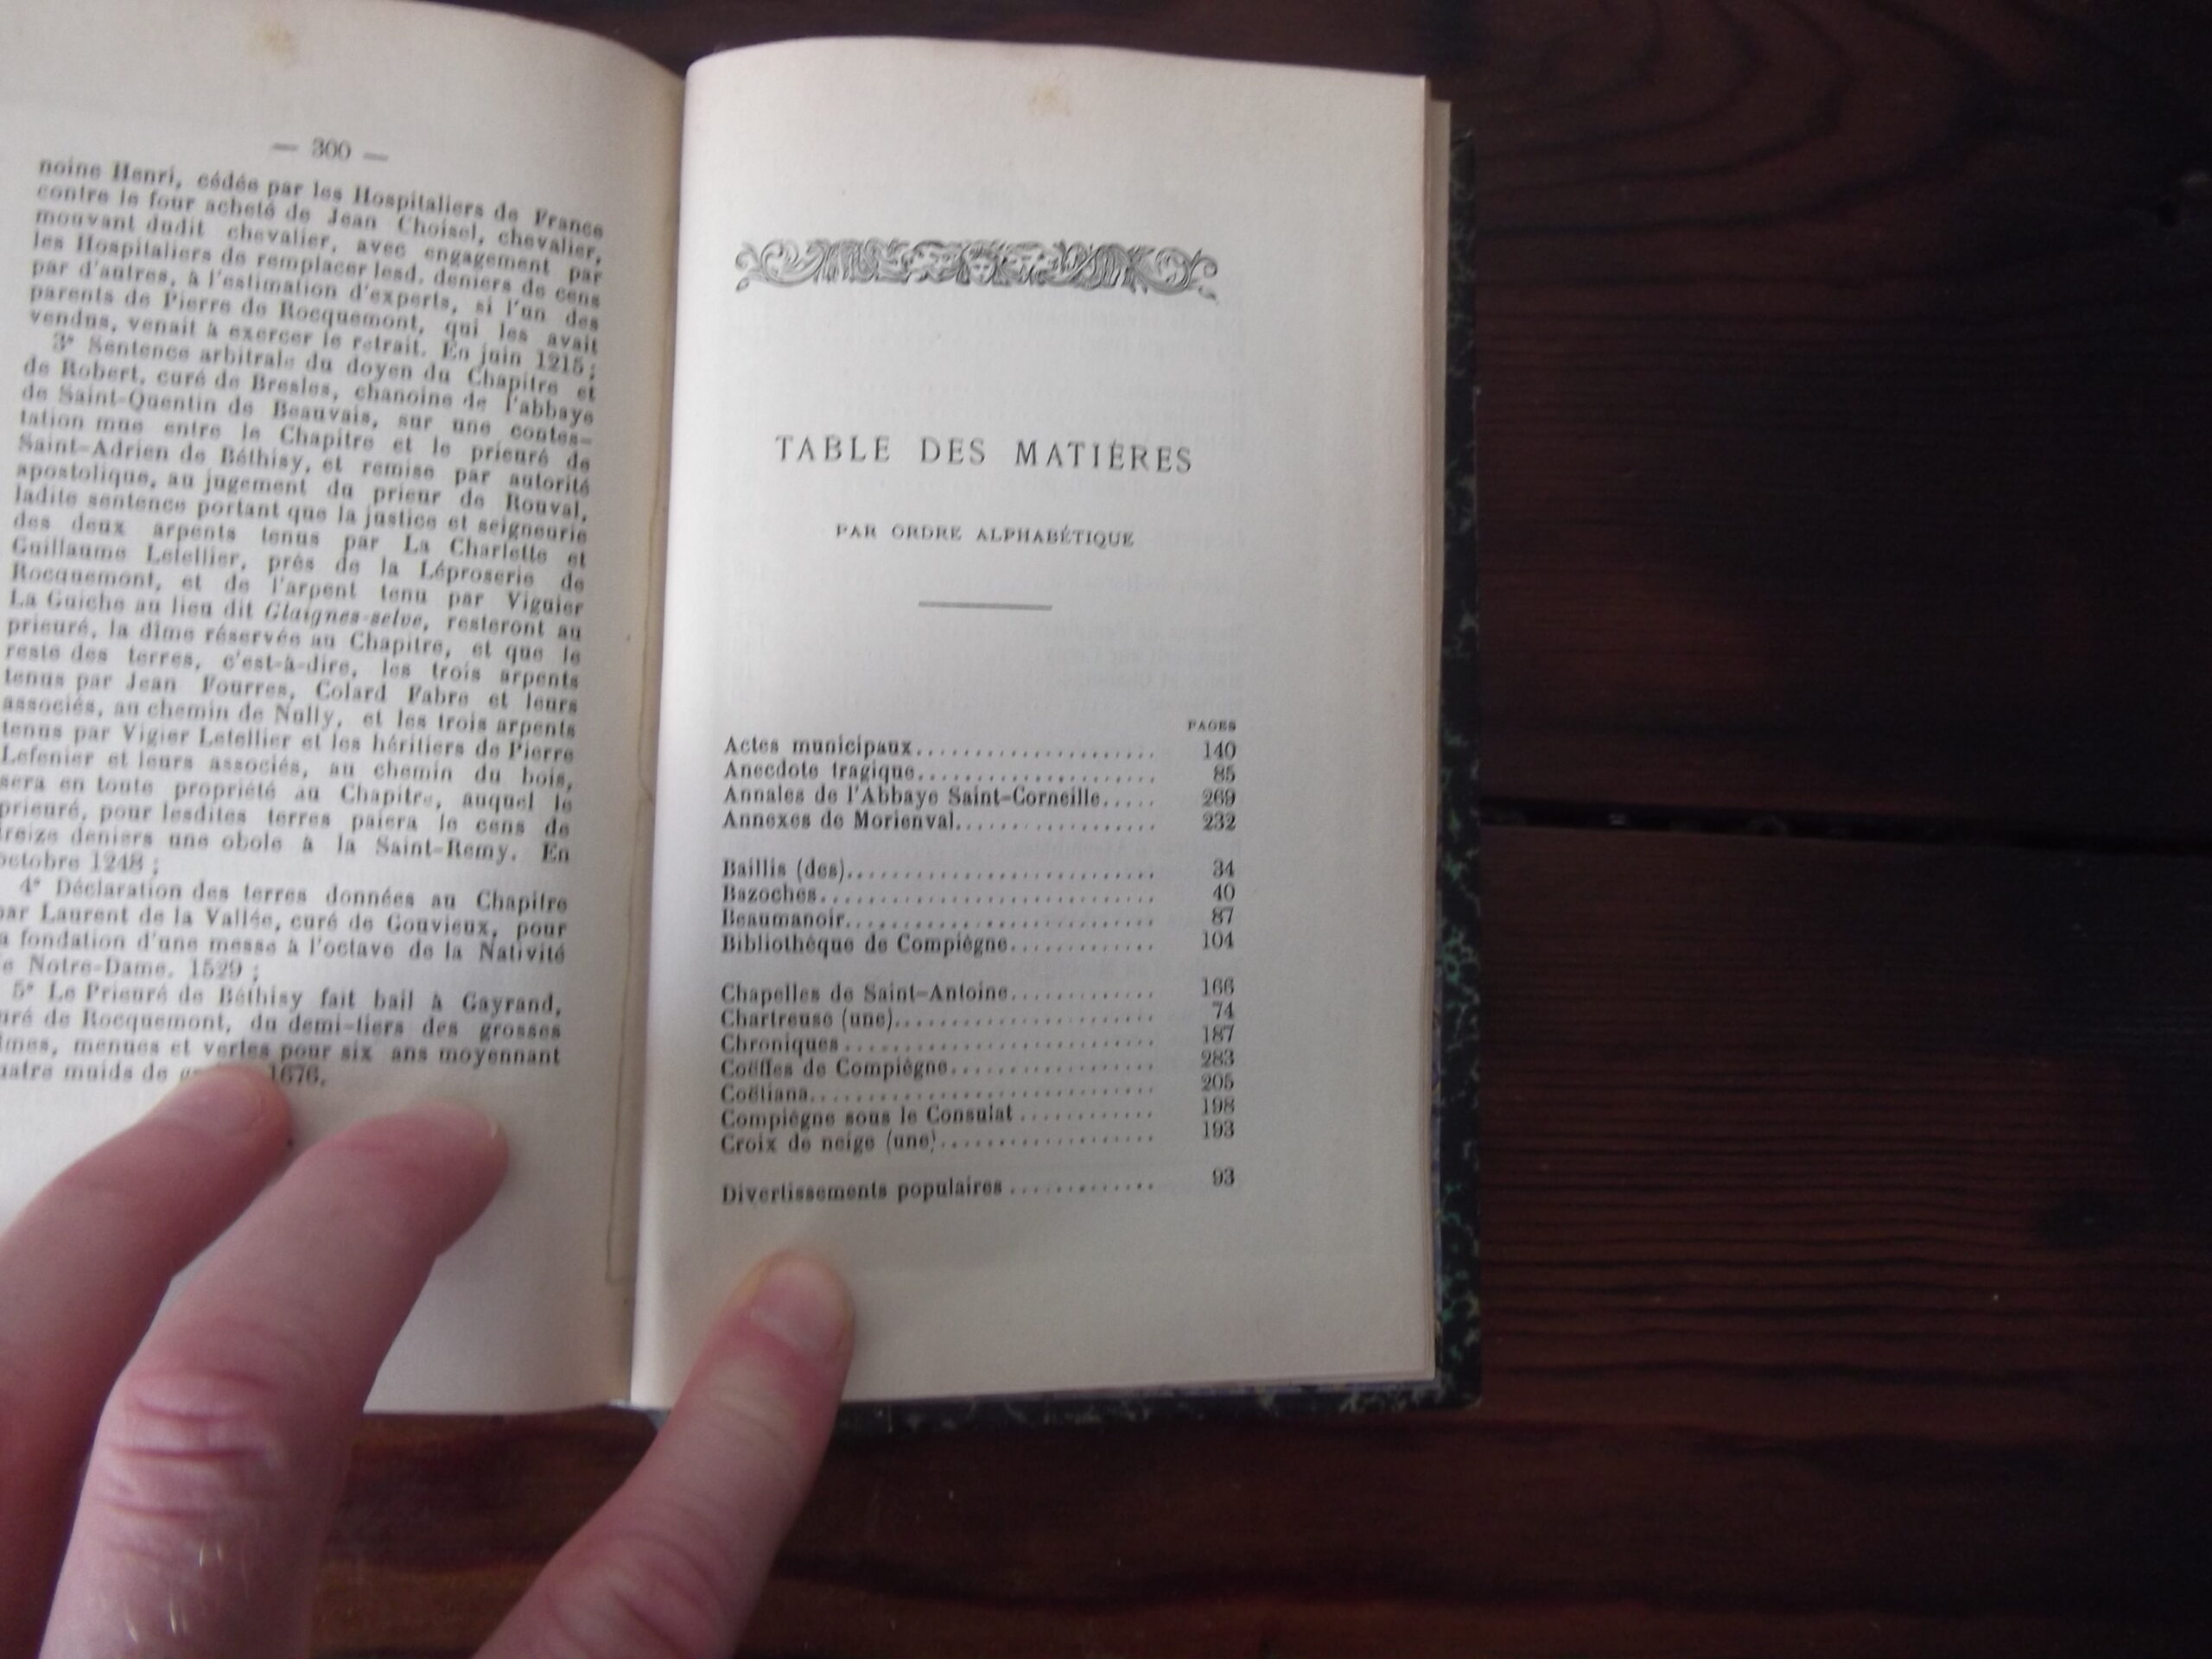 — 300 —
noine Henri, cédée par les Hospitaliers de France
contre le four acheté de Jean Choisel, chevalier,
mouvant dudit chevalier, avec engagement par
les Hospitaliers de remplacer lesd. deniers de cens
par d'autres, à l'estimation d'experts, si l'un des
parents de Pierre de Rocquemont, qui les avait
vendus, venait à exercer le retrait. En juin 1215 ;
3° Sentence arbitrale du doyen du Chapitre et
de Robert, curé de Bresles, chanoine de l'abbaye
de Saint-Quentin de Beauvais, sur une contes-
tation mue entre le Chapitre et le prieuré de
Saint-Adrien de Béthisy, et remise par autorité
apostolique, au jugement du prieur de Bouval,
ladite sentence portant que la justice et seigneurie
des deux arpents tenus par La Charlette et
Guillaume Letellier, près de la Léproserie de
Rocquemont, et de l'arpent tenu par Viguier
La Guiche au lieu dit Glaignes-selve, resteront au
prieuré, la dîme réservée au Chapitre, et que le
reste des terres, c'est-à-dire, les trois arpents
tenus par Jean Fourres, Colard Fabre et leurs
associés, au chemin de Nully, et les trois arpents
tenus par Vigier Letellier et les héritiers de Pierre
Lefenier et leurs associés, au chemin du bois,
sera en toute propriété au Chapitre, auquel le
prieuré, pour lesdites terres paiera le cens de
treize deniers une obole à la Saint-Remy. En
octobre 1248 ;
4° Déclaration des terres données au Chapitre
par Laurent de la Vallée, curé de Gouvieux, pour
la fondation d'une messe à l'octave de la Nativité
de Notre-Dame. 1529 ;
5° Le Prieuré de Béthisy fait bail à Gayrand,
curé de Rocquemont, du demi-tiers des grosses
dîmes, menues et vertes pour six ans moyennant
quatre muids de 1676.
TABLE DES MATIÈRES
PAR ORDRE ALPHABÉTIQUE
PAGES
Actes municipaux...................... 140
Anecdote tragique...................... 85
Annales de l'Abbaye Saint-Corneille..... 269
Annexes de Morienval................... 232
Baillis (des)............................ 34
Bazoches............................... 40
Beaumanoir............................ 87
Bibliothèque de Compiègne............. 104
Chapelles de Saint-Antoine............. 166
Chartreuse (une)....................... 74
Chroniques............................ 187
Coëffes de Compiègne.................. 283
Coëtiana............................... 205
Compiègne sous le Consulat............ 198
Croix de neige (une)................... 193
Divertissements populaires............. 93